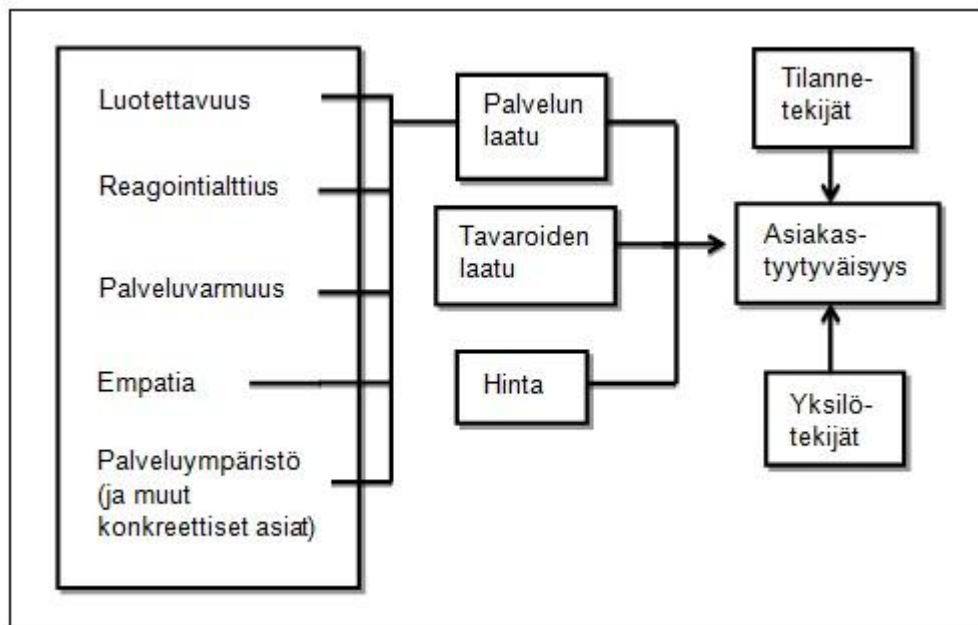 Luotettavuus
Reagointialttius
Palveluvarmuus
Empatia
Palveluympäristö
(ja muut
konkreettiset asiat)
Palvelun
laatu
Tavaroiden
laatu
Hinta
Tilanne-
tekijät
Asiakas-
tyytyväisyys
Yksilö-
tekijät